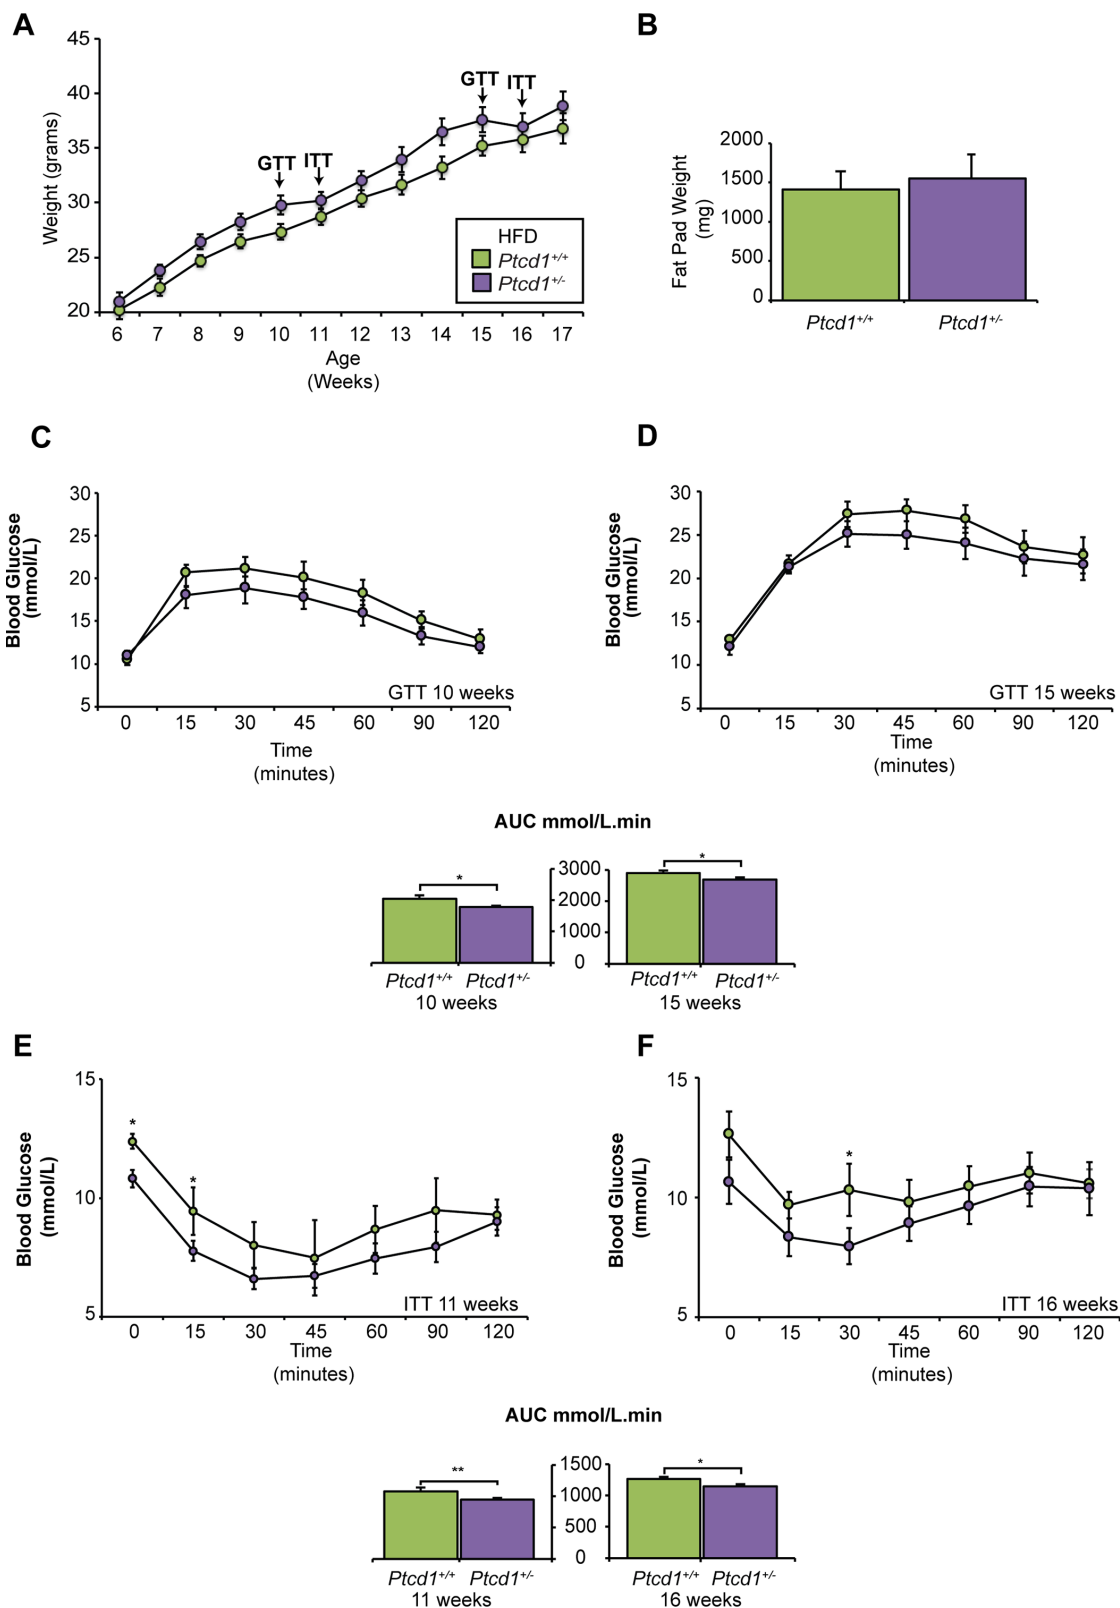 A
45
40
35
30
25
20
Weight (grams)
GTT ITT
GTT ITT
HFD
Ptcd1+/+
Ptcd1+/-
6 7 8 9 10 11 12 13 14 15 16 17
Age
(Weeks)
B
2000
1500
1000
500
0
Fat Pad Weight
(mg)
Ptcd1+/+ Ptcd1+/-
C
30
25
20
15
10
5
Blood Glucose
(mmol/L)
GTT 10 weeks
0 15 30 45 60 90 120
Time
(minutes)
D
30
25
20
15
10
5
Blood Glucose
(mmol/L)
GTT 15 weeks
0 15 30 45 60 90 120
Time
(minutes)
AUC mmol/L.min
* *
3000
2000
1000
0
Ptcd1+/+ Ptcd1+/- Ptcd1+/+ Ptcd1+/-
10 weeks 15 weeks
E
15
10
5
Blood Glucose
(mmol/L)
*
*
ITT 11 weeks
0 15 30 45 60 90 120
Time
(minutes)
F
15
10
5
Blood Glucose
(mmol/L)
*
ITT 16 weeks
0 15 30 45 60 90 120
Time
(minutes)
AUC mmol/L.min
** *
1500
1000
500
0
Ptcd1+/+ Ptcd1+/- Ptcd1+/+ Ptcd1+/-
11 weeks 16 weeks